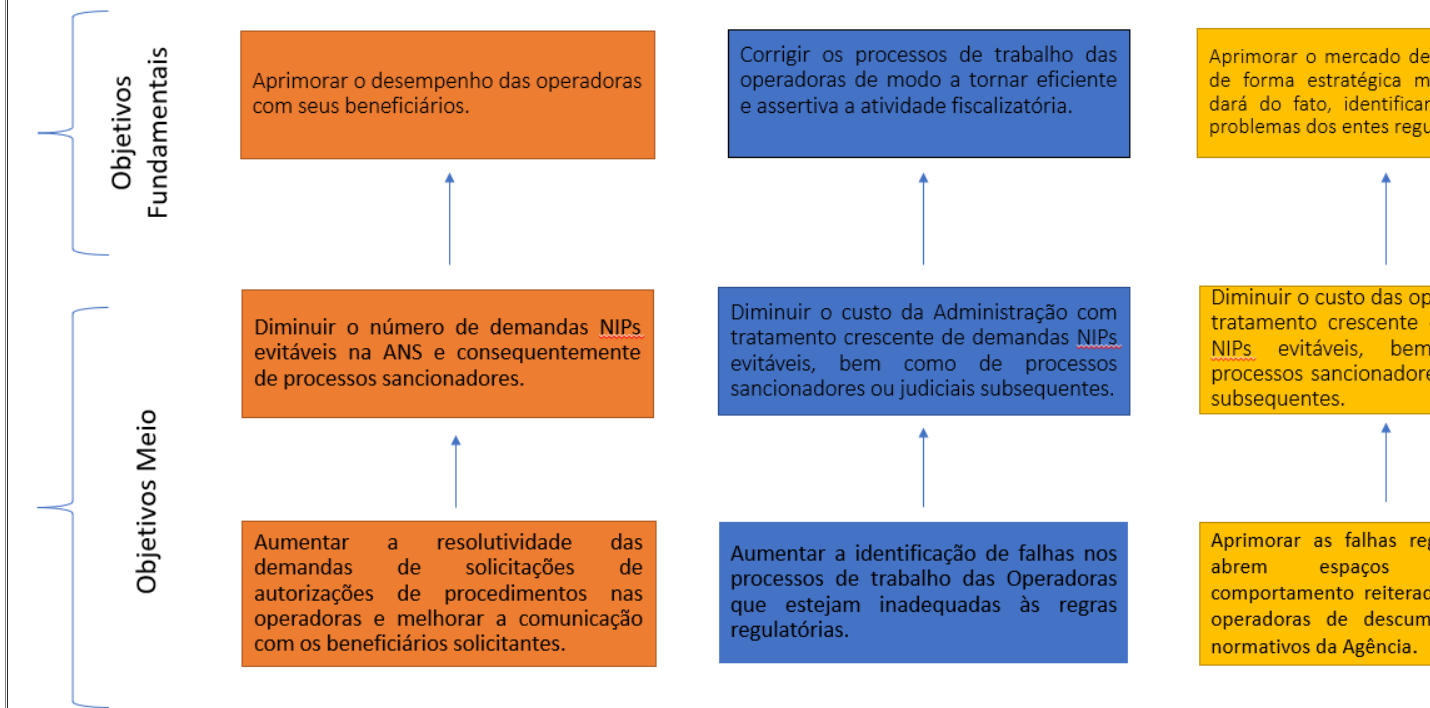 Objetivos
Fundamentais
Aprimorar o desempenho das operadoras
com seus beneficiários.
Corrigir os processos de trabalho das
operadoras de modo a tornar eficiente
e assertiva a atividade fiscalizatória.
Aprimorar o mercado de
de forma estratégica
dará do fato,
problemas dos entes
Objetivos Meio
Diminuir o número de demandas NIPs
evitáveis na ANS e consequentemente
de processos sancionadores.
Diminuir o custo da Administração com
tratamento crescente de demandas NIPs
evitáveis, bem como de processos
sancionadores ou judiciais subsequentes.
Diminuir o custo das
tratamento crescente
NIPs evitáveis, bem
processos
subsequentes.
Aumentar a resolutividade das
demandas de solicitações de
autorizações de procedimentos nas
operadoras e melhorar a comunicação
com os beneficiários solicitantes.
Aumentar a identificação de falhas nos
processos de trabalho das Operadoras
que estejam inadequadas às regras
regulatórias.
Aprimorar as falhas
abrem espaços
comportamento
operadoras de
normativos da Agência.